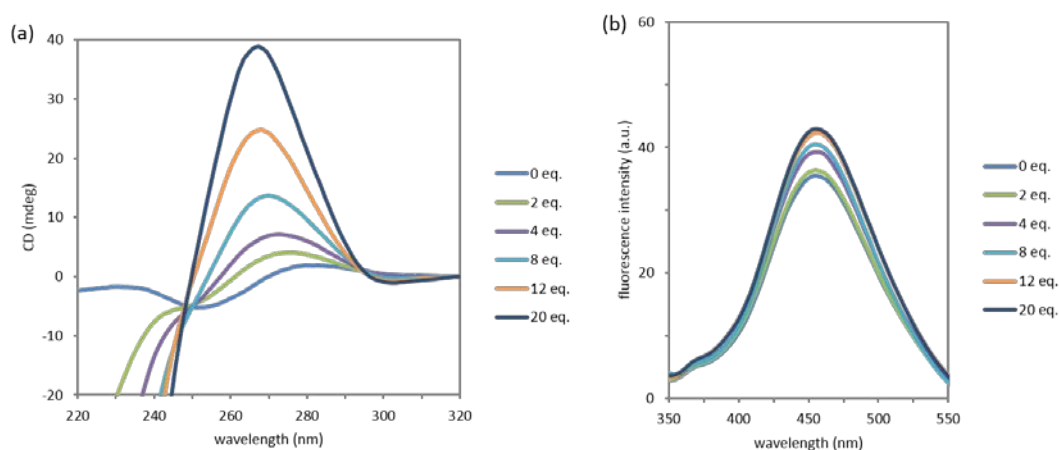 (a)
40
30
20
10
0
-10
-20
CD (mdeg)
220 240 260 280 300 320
wavelength (nm)
0 eq.
2 eq.
4 eq.
8 eq.
12 eq.
20 eq.
(b)
60
40
20
0
fluorescence intensity (a.u.)
350 400 450 500 550
wavelength (nm)
0 eq.
2 eq.
4 eq.
8 eq.
12 eq.
20 eq.